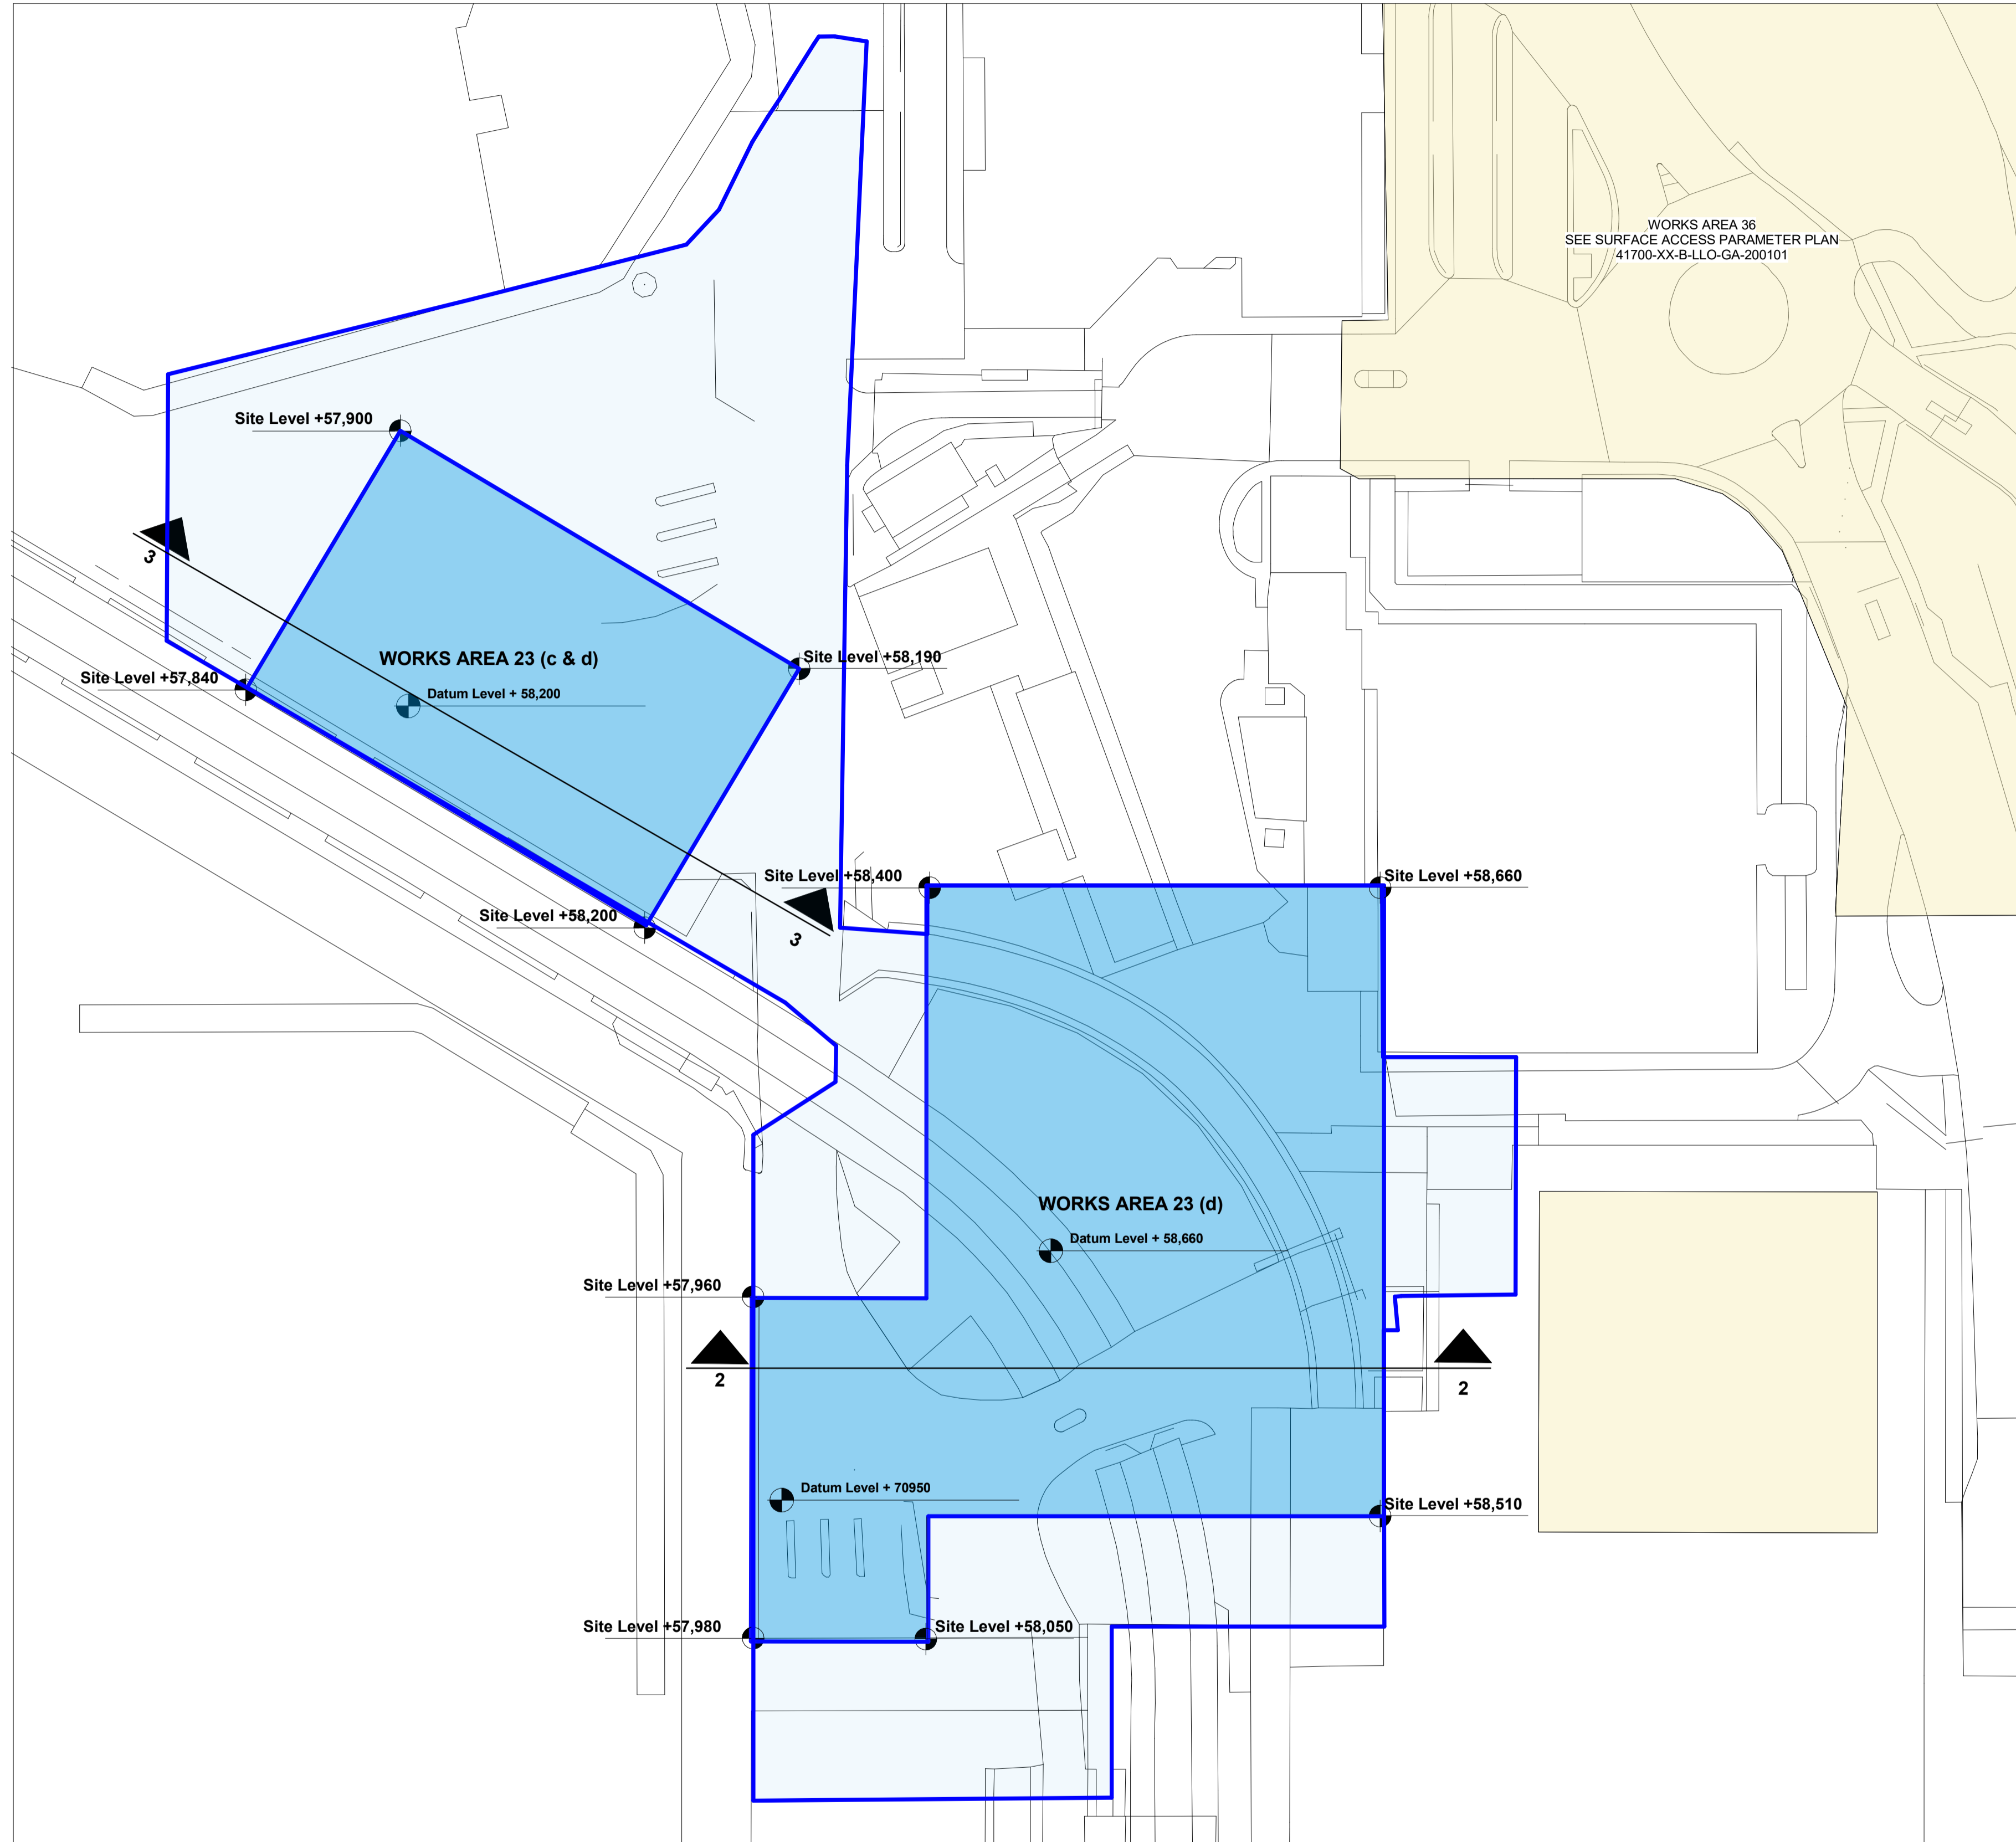 WORKS AREA 36
SEE SURFACE ACCESS PARAMETER PLAN
41700-XX-B-LLO-GA-200101
Site Level +57,900
3
WORKS AREA 23 (c & d)
Site Level +58,190
Site Level +57,840
Datum Level + 58,200
Site Level +58,400
Site Level +58,660
Site Level +58,200
3
WORKS AREA 23 (d)
Datum Level + 58,660
Site Level +57,960
2
2
Datum Level + 70950
Site Level +58,510
Site Level +57,980
Site Level +58,050